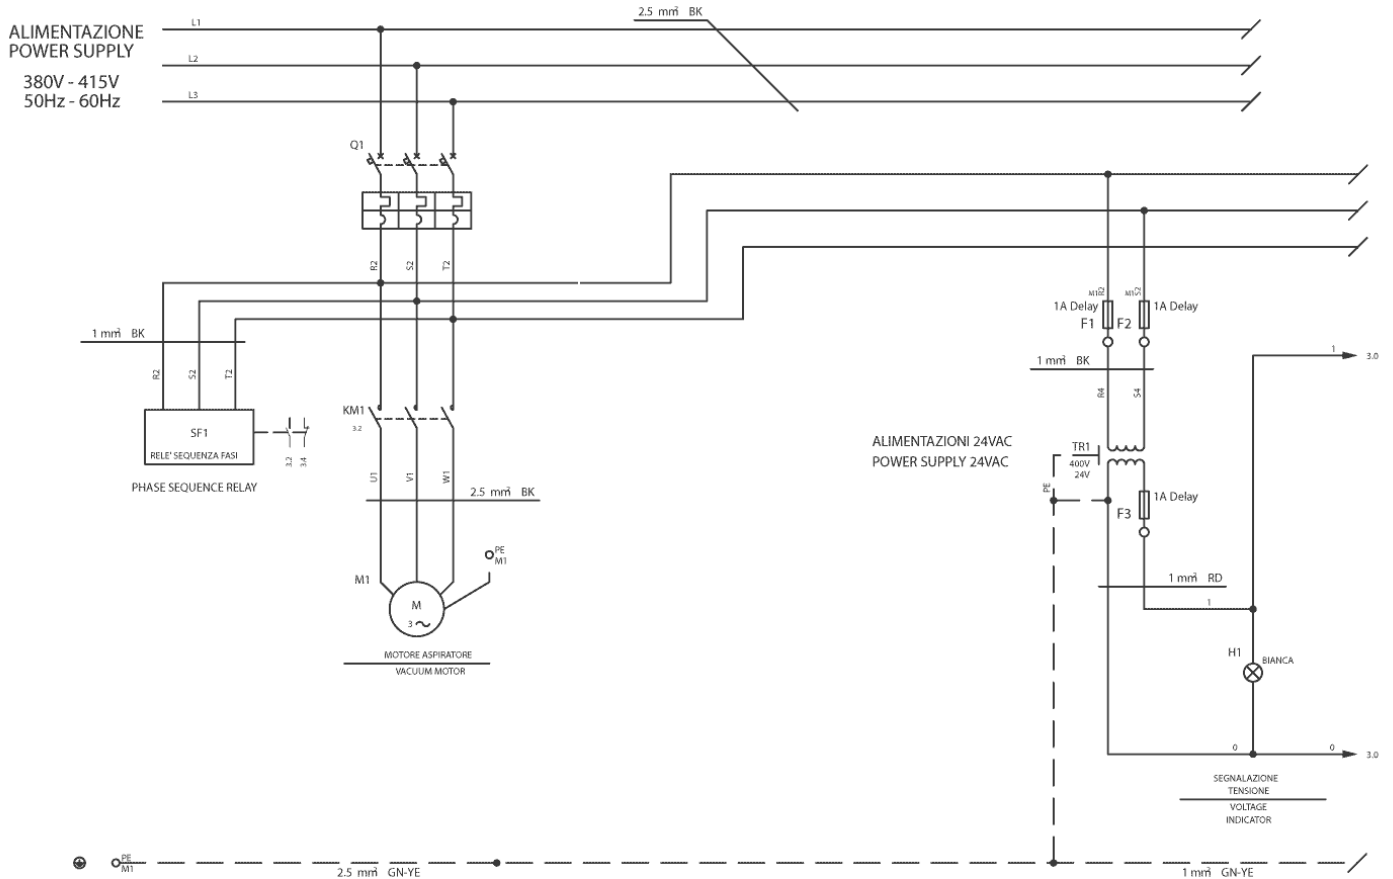 ALIMENTAZIONE
POWER SUPPLY
380V - 415V
50Hz - 60Hz
L1
L2
L3
2.5 mm² BK
Q1
R2
S2
T2
1 mm² BK
R2
S2
T2
SF1
RELE' SEQUENZA FASI
PHASE SEQUENCE RELAY
3.2
3.4
KM1
3.2
U1
V1
W1
2.5 mm² BK
PE
M1
M1
M
3
MOTORE ASPIRATORE
VACUUM MOTOR
M1
R2
M1
S2
1A Delay
F1
F2
1A Delay
1 mm² BK
R4
S4
ALIMENTAZIONI 24VAC
POWER SUPPLY 24VAC
TR1
400V
24V
PE
1A Delay
F3
1 mm² RD
1
1
3.0
H1
BIANCA
0
0
3.0
SEGNALAZIONE
TENSIONE
VOLTAGE
INDICATOR
PE
M1
2.5 mm² GN-YE
1 mm² GN-YE